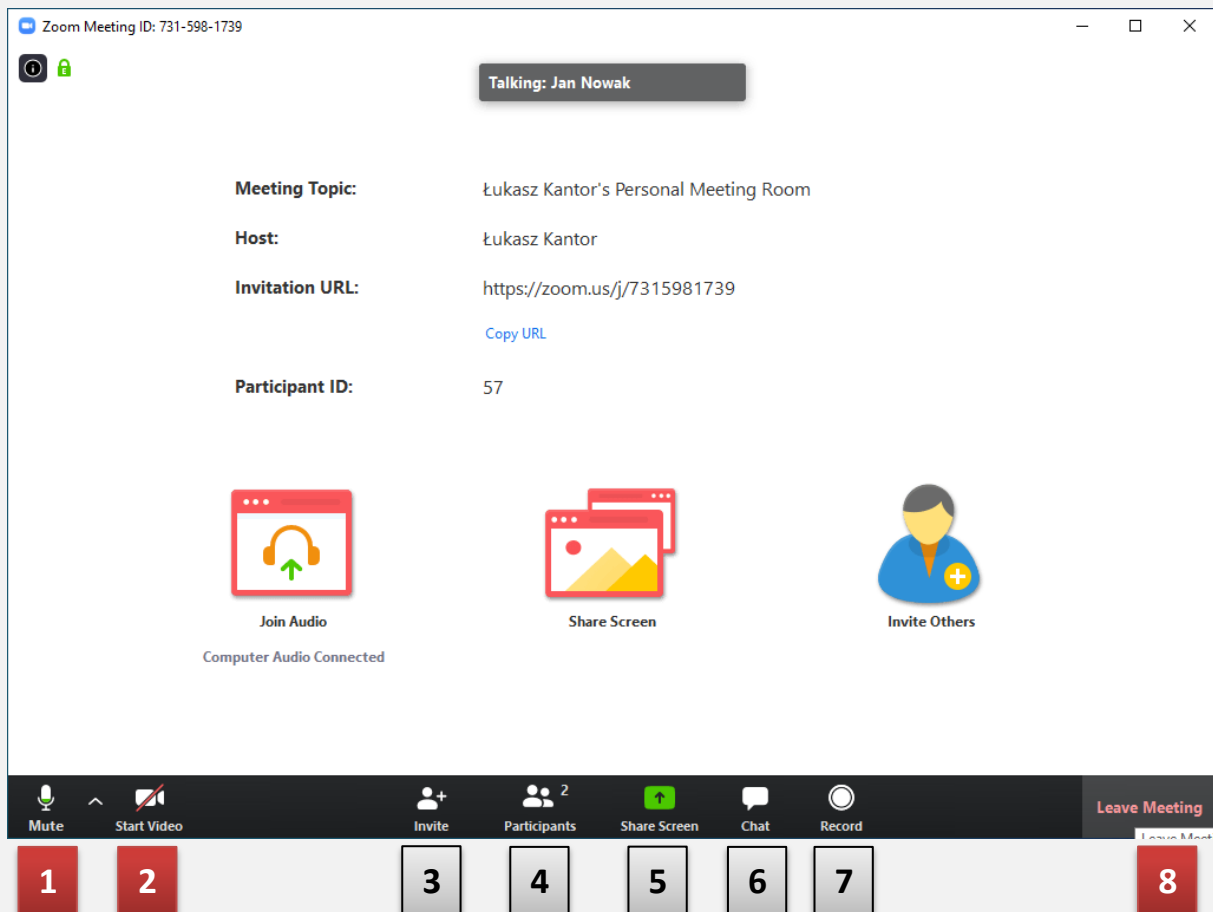 Zoom Meeting ID: 731-598-1739
Talking: Jan Nowak
Meeting Topic: Łukasz Kantor's Personal Meeting Room
Host: Łukasz Kantor
Invitation URL: https://zoom.us/j/7315981739
Copy URL
Participant ID: 57
Join Audio Share Screen Invite Others
Computer Audio Connected
2
Mute Start Video Invite Participants Share Screen Chat Record Leave Meeting
1 2 3 4 5 6 7 8